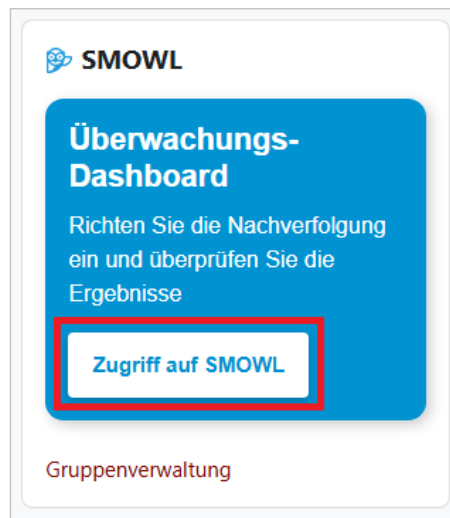 SMOWL
Überwachungs-
Dashboard
Richten Sie die Nachverfolgung
ein und überprüfen Sie die
Ergebnisse
Zugriff auf SMOWL
Gruppenverwaltung